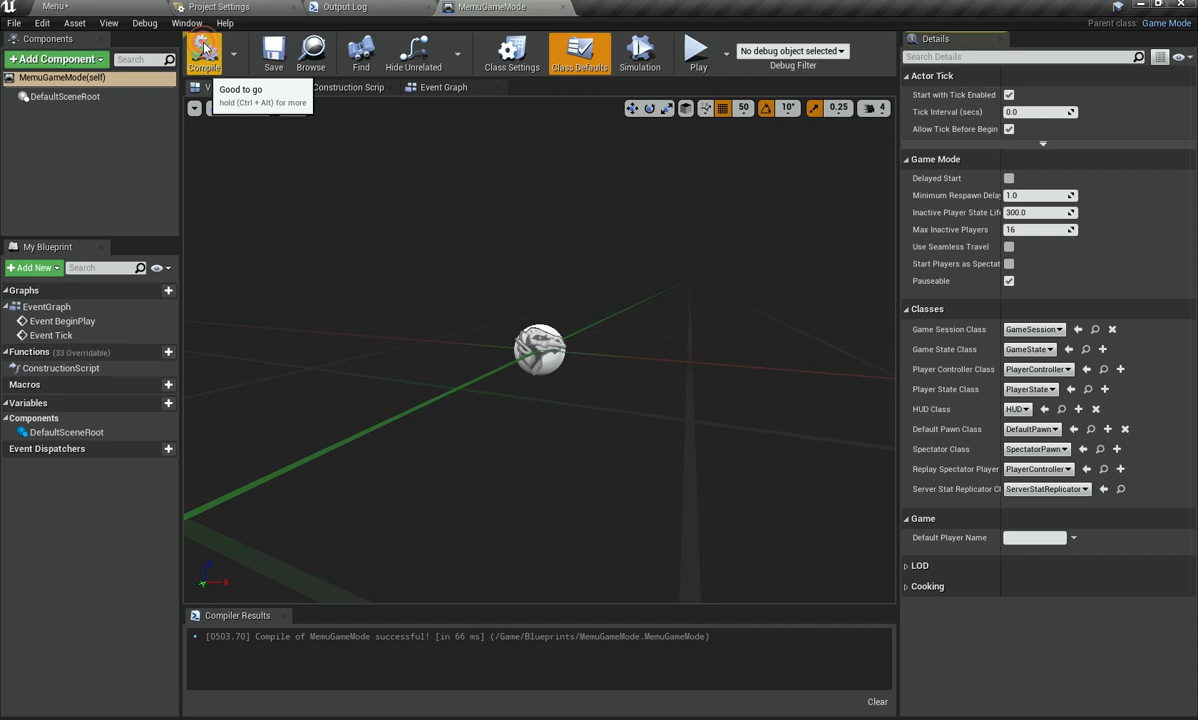 Menu*
Project Settings
Output Log
MemuGameMode
File
Edit
Asset
View
Debug
Window
Help
Parent class: Game Mode
Components
+ Add Component
Search
MemuGameMode(self)
DefaultSceneRoot
Compile
Save
Browse
Find
Hide Unrelated
Class Settings
Class Defaults
Simulation
Play
No debug object selected
Debug Filter
Good to go
hold (Ctrl + Alt) for more
V
Construction Scrip
Event Graph
50
10°
0.25
4
My Blueprint
+ Add New
Search
Graphs
EventGraph
Event BeginPlay
Event Tick
Functions (33 Overridable)
ConstructionScript
Macros
Variables
Components
DefaultSceneRoot
Event Dispatchers
X
Compiler Results
• [0503.70] Compile of MemuGameMode successful! [in 66 ms] (/Game/Blueprints/MemuGameMode.MemuGameMode)
Clear
Details
Search Details
Actor Tick
Start with Tick Enabled
Tick Interval (secs) 0.0
Allow Tick Before Begin
Game Mode
Delayed Start
Minimum Respawn Dela 1.0
Inactive Player State Lif 300.0
Max Inactive Players 16
Use Seamless Travel
Start Players as Spectat
Pauseable
Classes
Game Session Class GameSession
Game State Class GameState
Player Controller Class PlayerController
Player State Class PlayerState
HUD Class HUD
Default Pawn Class DefaultPawn
Spectator Class SpectatorPawn
Replay Spectator Player PlayerController
Server Stat Replicator Cl ServerStatReplicator
Game
Default Player Name
LOD
Cooking